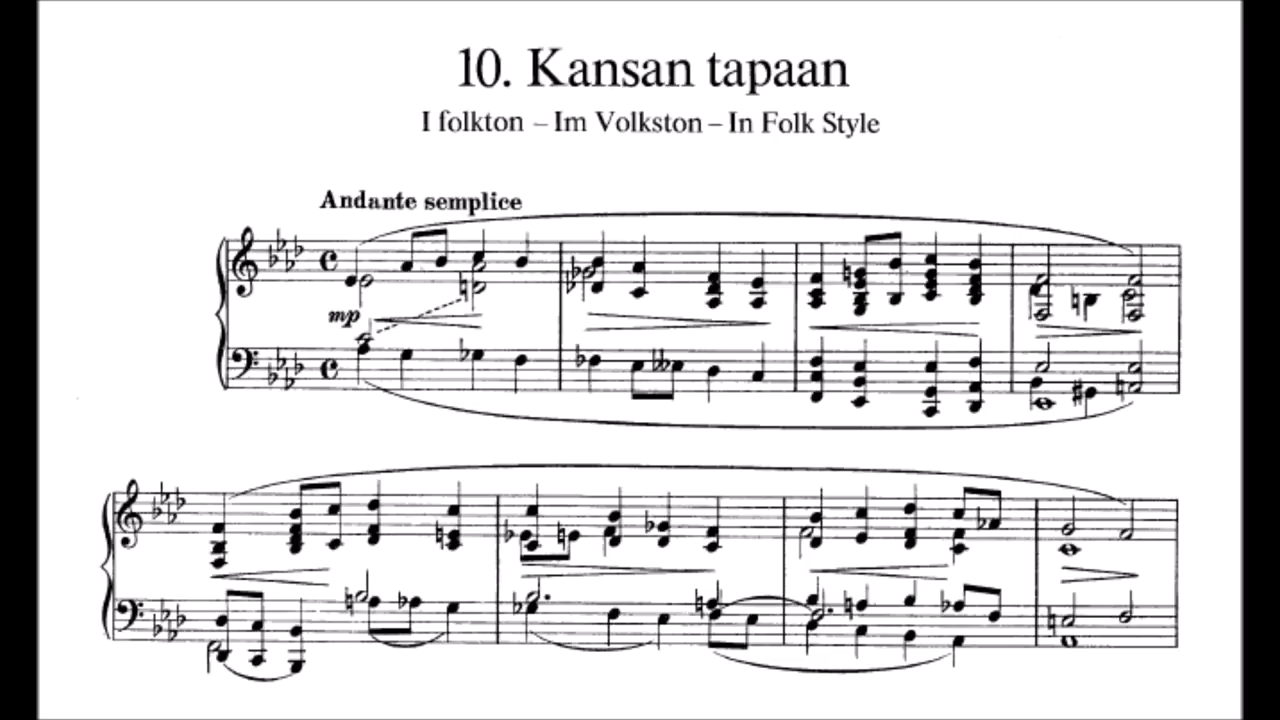 10. Kansan tapaan
I folkton – Im Volkston – In Folk Style
Andante semplice
mp